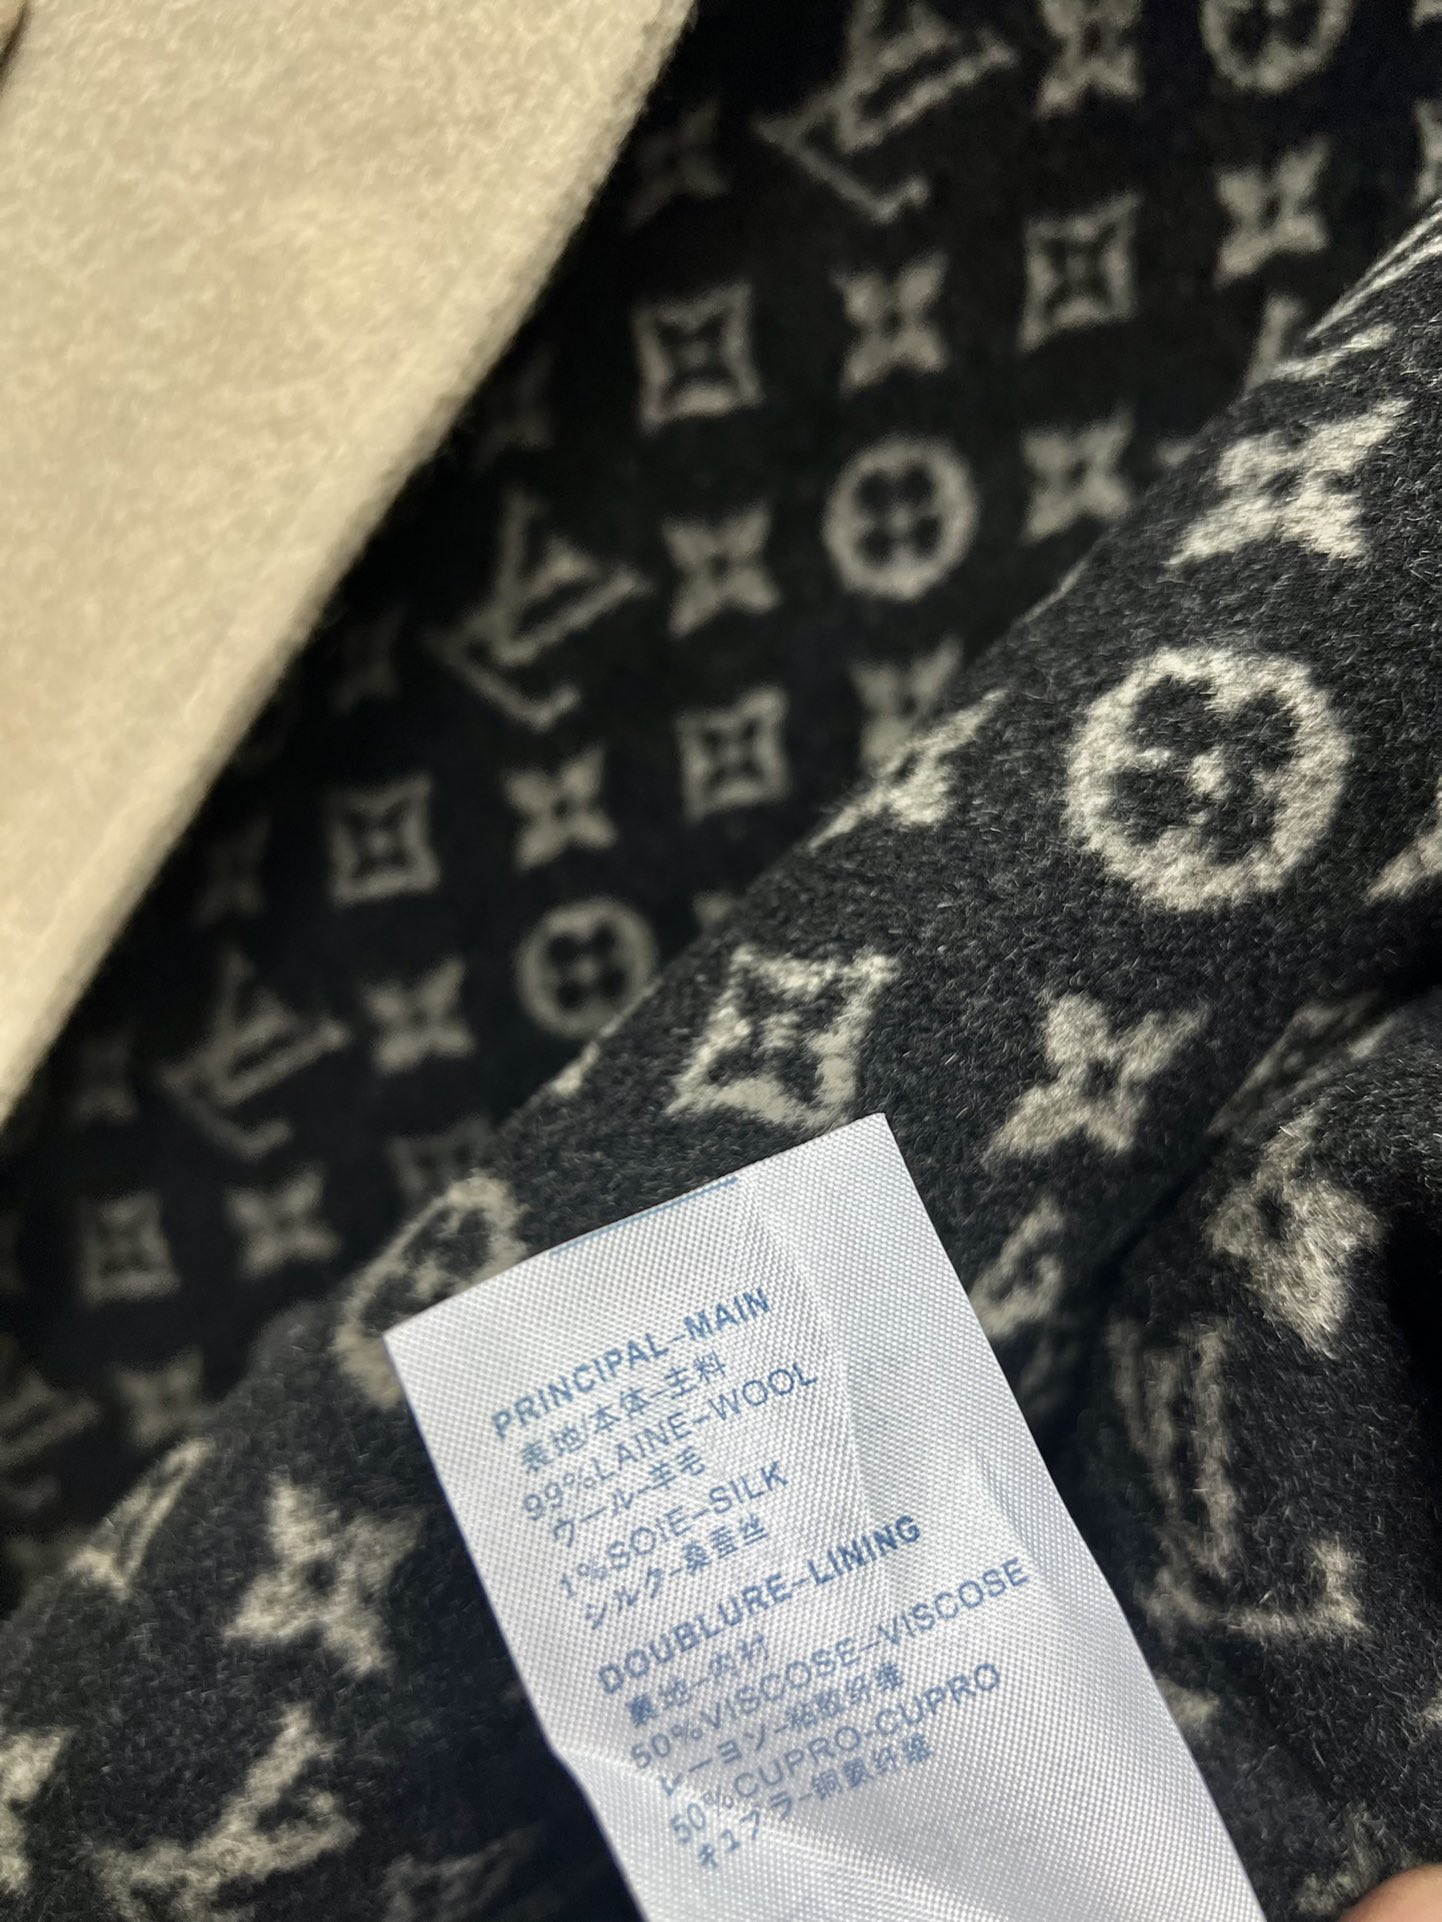 PRINCIPAL-MAIN
表地/本体-主料
99%LAINE-WOOL
ウール-羊毛
1%SOIE-SILK
シルク-桑蚕丝
DOUBLURE-LINING
裏地-内衬
50%VISCOSE-VISCOSE
レーヨン-粘胶纤维
50%CUPRO-CUPRO
キュプラ-铜氨纤维